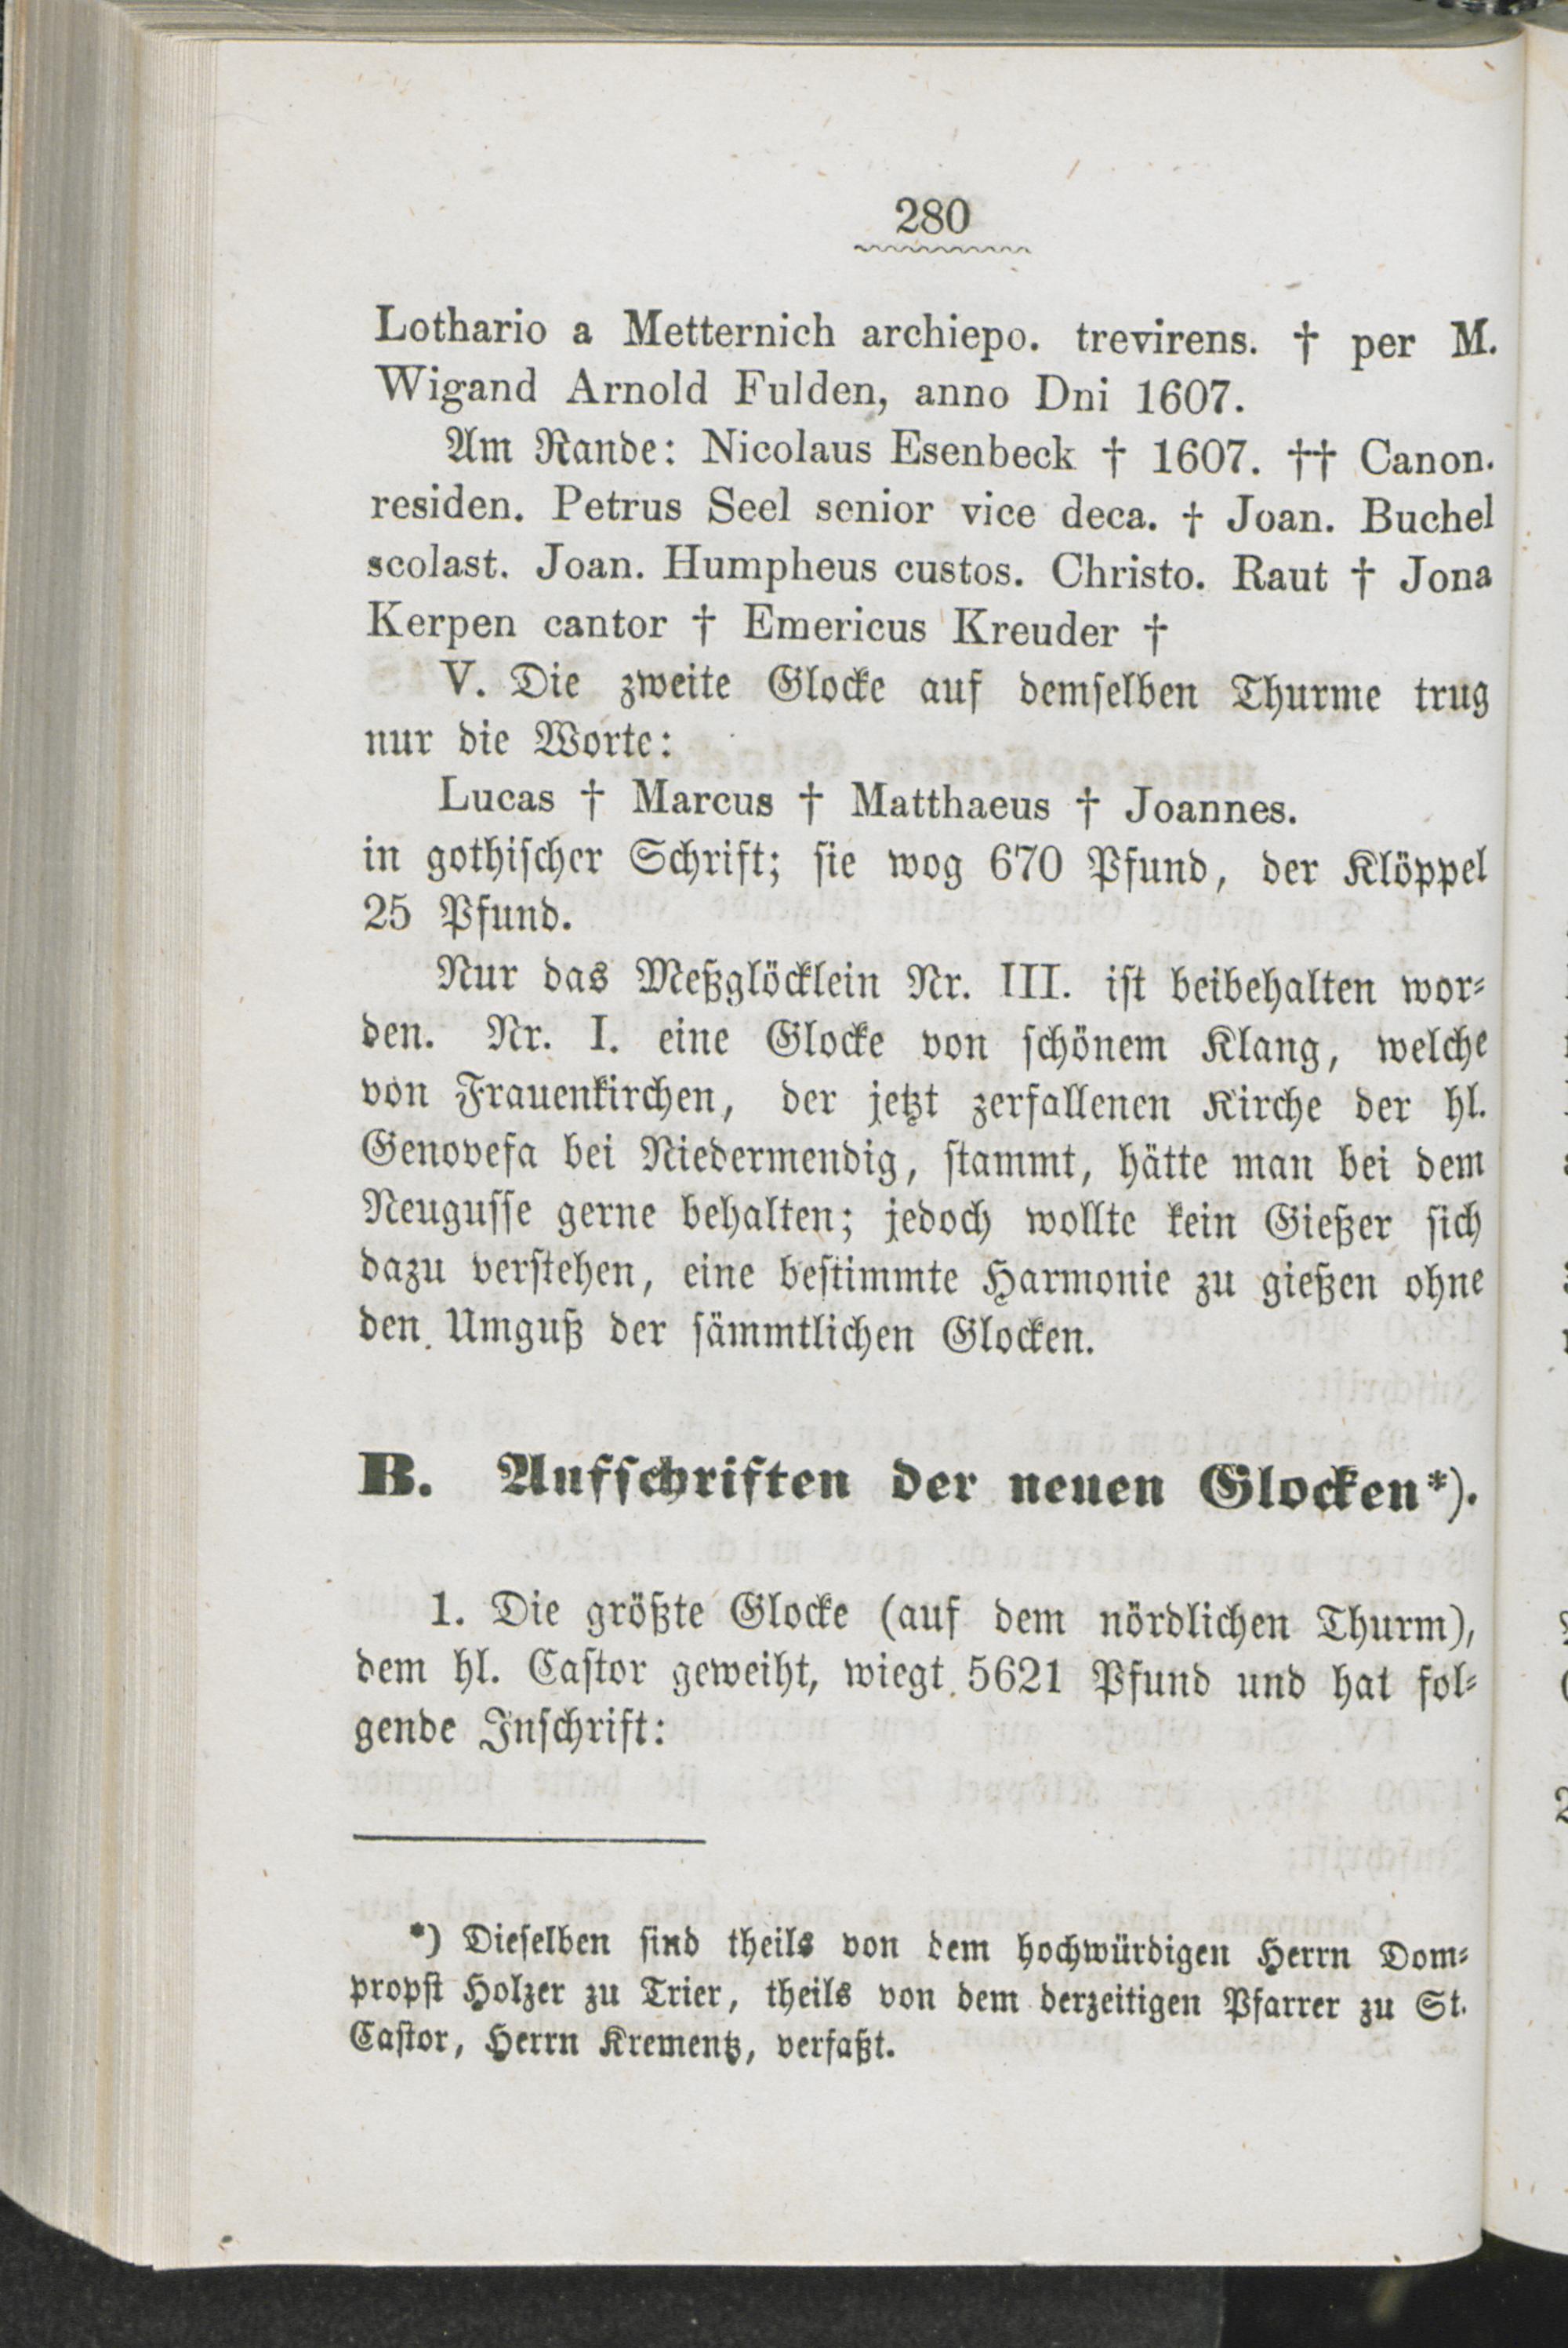 280
Lothario a Metternich archiepo. trevirens. † per M.
Wigand Arnold Fulden, anno Dni 1607.
Am Rande: Nicolaus Esenbeck † 1607. †† Canon.
residen. Petrus Seel senior vice deca. † Joan. Buchel
scolast. Joan. Humpheus custos. Christo. Raut † Jona
Kerpen cantor † Emericus Kreuder †
V. Die zweite Glocke auf demselben Thurme trug
nur die Worte:
Lucas † Marcus † Matthaeus † Joannes.
in gothischer Schrift; sie wog 670 Pfund, der Klöppel
25 Pfund.
Nur das Meßglöcklein Nr. III. ist beibehalten wor-
den. Nr. I. eine Glocke von schönem Klang, welche
von Frauenkirchen, der jetzt zerfallenen Kirche der hl.
Genovefa bei Niedermendig, stammt, hätte man bei dem
Neugusse gerne behalten; jedoch wollte kein Gießer sich
dazu verstehen, eine bestimmte Harmonie zu gießen ohne
den Umguß der sämmtlichen Glocken.
B. Aufschriften der neuen Glocken*).
1. Die größte Glocke (auf dem nördlichen Thurm),
dem hl. Castor geweiht, wiegt 5621 Pfund und hat fol-
gende Inschrift:
*) Dieselben sind theils von dem hochwürdigen Herrn Dom-
propst Holzer zu Trier, theils von dem derzeitigen Pfarrer zu St.
Castor, Herrn Krementz, verfaßt.